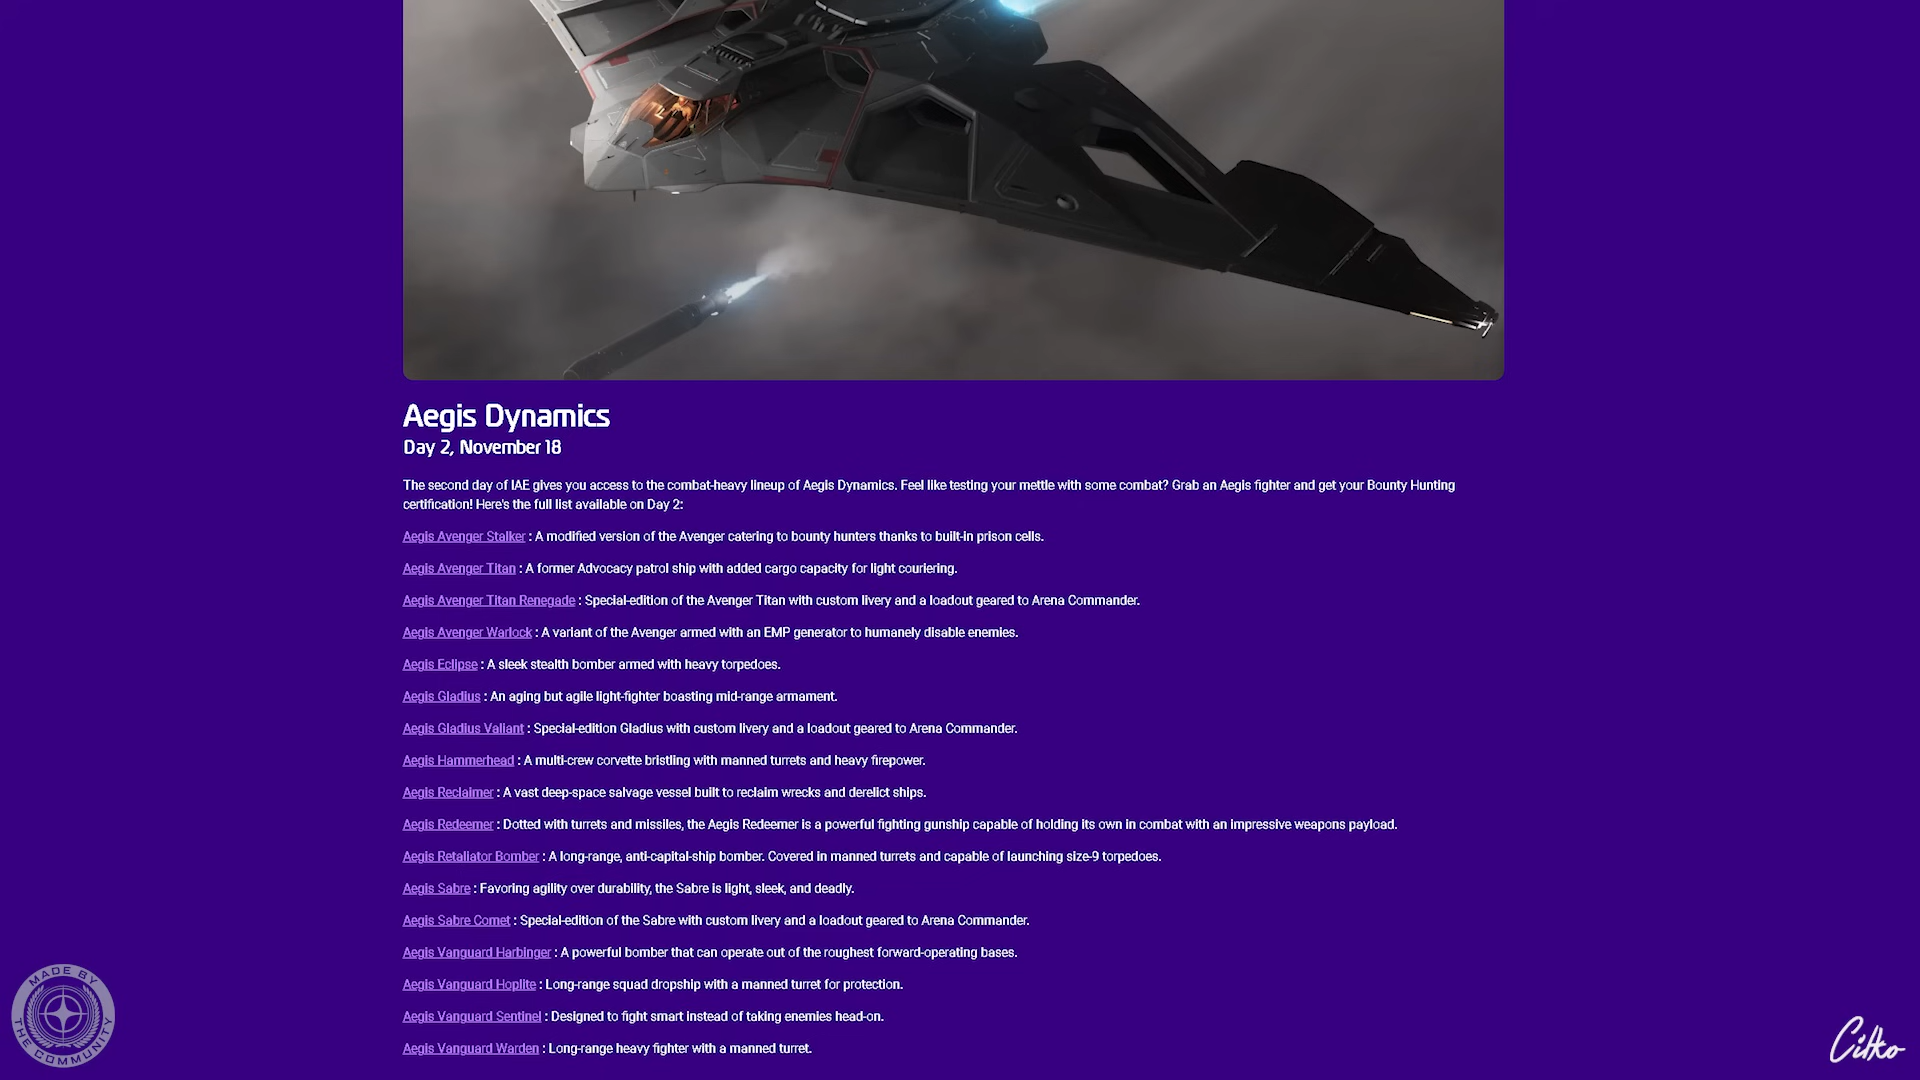 Aegis Dynamics
Day 2, November 18
The second day of IAE gives you access to the combat-heavy lineup of Aegis Dynamics. Feel like testing your mettle with some combat? Grab an Aegis fighter and get your Bounty Hunting
certification! Here's the full list available on Day 2:
Aegis Avenger Stalker : A modified version of the Avenger catering to bounty hunters thanks to built-in prison cells.
Aegis Avenger Titan : A former Advocacy patrol ship with added cargo capacity for light couriering.
Aegis Avenger Titan Renegade : Special-edition of the Avenger Titan with custom livery and a loadout geared to Arena Commander.
Aegis Avenger Warlock : A variant of the Avenger armed with an EMP generator to humanely disable enemies.
Aegis Eclipse : A sleek stealth bomber armed with heavy torpedoes.
Aegis Gladius : An aging but agile light-fighter boasting mid-range armament.
Aegis Gladius Valiant : Special-edition Gladius with custom livery and a loadout geared to Arena Commander.
Aegis Hammerhead : A multi-crew corvette bristling with manned turrets and heavy firepower.
Aegis Reclaimer : A vast deep-space salvage vessel built to reclaim wrecks and derelict ships.
Aegis Redeemer : Dotted with turrets and missiles, the Aegis Redeemer is a powerful fighting gunship capable of holding its own in combat with an impressive weapons payload.
Aegis Retaliator Bomber : A long-range, anti-capital-ship bomber. Covered in manned turrets and capable of launching size-9 torpedoes.
Aegis Sabre : Favoring agility over durability, the Sabre is light, sleek, and deadly.
Aegis Sabre Comet : Special-edition of the Sabre with custom livery and a loadout geared to Arena Commander.
Aegis Vanguard Harbinger : A powerful bomber that can operate out of the roughest forward-operating bases.
Aegis Vanguard Hoplite : Long-range squad dropship with a manned turret for protection.
Aegis Vanguard Sentinel : Designed to fight smart instead of taking enemies head-on.
Aegis Vanguard Warden : Long-range heavy fighter with a manned turret.
MADE BY
THE COMMUNITY